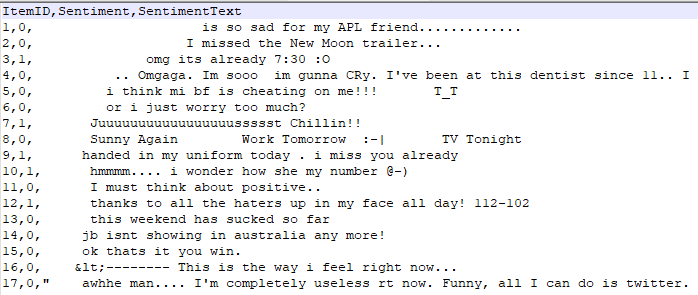 ItemID,Sentiment,SentimentText
1,0,                     is so sad for my APL friend.............
2,0,                   I missed the New Moon trailer...
3,1,              omg its already 7:30 :O
4,0,          .. Omgaga. Im sooo  im gunna CRy. I've been at this dentist since 11.. I
5,0,         i think mi bf is cheating on me!!!       T_T
6,0,         or i just worry too much?
7,1,       Juuuuuuuuuuuuuuuuussssst Chillin!!
8,0,       Sunny Again        Work Tomorrow  :-|       TV Tonight
9,1,      handed in my uniform today . i miss you already
10,1,      hmmmm.... i wonder how she my number @-)
11,0,      I must think about positive..
12,1,      thanks to all the haters up in my face all day! 112-102
13,0,      this weekend has sucked so far
14,0,     jb isnt showing in australia any more!
15,0,     ok thats it you win.
16,0,    &lt;-------- This is the way i feel right now...
17,0,"    awhhe man.... I'm completely useless rt now. Funny, all I can do is twitter.